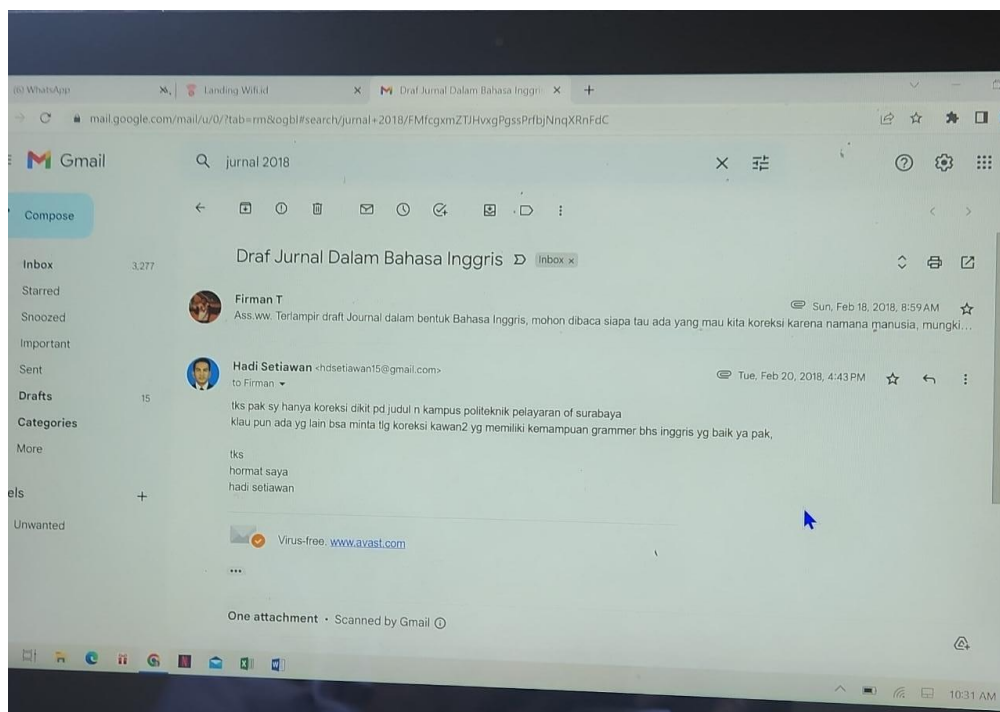 (6) WhatsApp
Landing Wifi.id
Draf Jurnal Dalam Bahasa Inggri
mail.google.com/mail/u/0/?tab=rm&ogbl#search/jurnal+2018/FMfcgxmZTJHvxgPgssPrfbjNnqXRnFdC
Gmail
jurnal 2018
Compose
Inbox 3,277
Starred
Snoozed
Important
Sent
Drafts 15
Categories
More
els +
Unwanted
Draf Jurnal Dalam Bahasa Inggris Inbox ×
Firman T
Sun, Feb 18, 2018, 8:59 AM
Ass.ww. Terlampir draft Journal dalam bentuk Bahasa Inggris, mohon dibaca siapa tau ada yang mau kita koreksi karena namana manusia, mungki...
Hadi Setiawan <hdsetiawan15@gmail.com>
Tue, Feb 20, 2018, 4:43 PM
to Firman
tks pak sy hanya koreksi dikit pd judul n kampus politeknik pelayaran of surabaya
klau pun ada yg lain bsa minta tlg koreksi kawan2 yg memiliki kemampuan grammer bhs inggris yg baik ya pak,
tks
hormat saya
hadi setiawan
Virus-free. www.avast.com
...
One attachment • Scanned by Gmail
10:31 AM